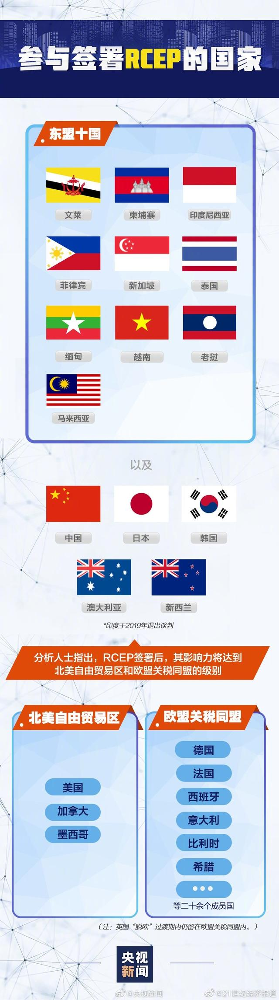 参与签署RCEP的国家
东盟十国
文莱
柬埔寨
印度尼西亚
菲律宾
新加坡
泰国
缅甸
越南
老挝
马来西亚
以及
中国
日本
韩国
澳大利亚
新西兰
*印度于2019年退出谈判
分析人士指出，RCEP签署后，其影响力将达到
北美自由贸易区和欧盟关税同盟的级别
北美自由贸易区
美国
加拿大
墨西哥
欧盟关税同盟
德国
法国
西班牙
意大利
比利时
希腊
●●●
等二十余个成员国
（注：英国“脱欧”过渡期内仍留在欧盟关税同盟内。）
央视
新闻
@央视新闻
@21世纪经济报道